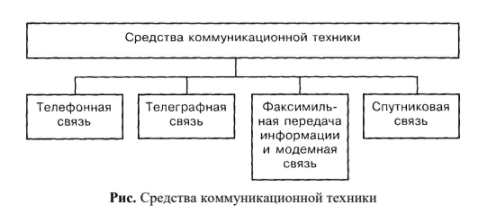 Средства коммуникационной техники
Телефонная
связь
Телеграфная
связь
Факсимиль-
ная передача
информации
и модемная
связь
Спутниковая
связь
Рис. Средства коммуникационной техники